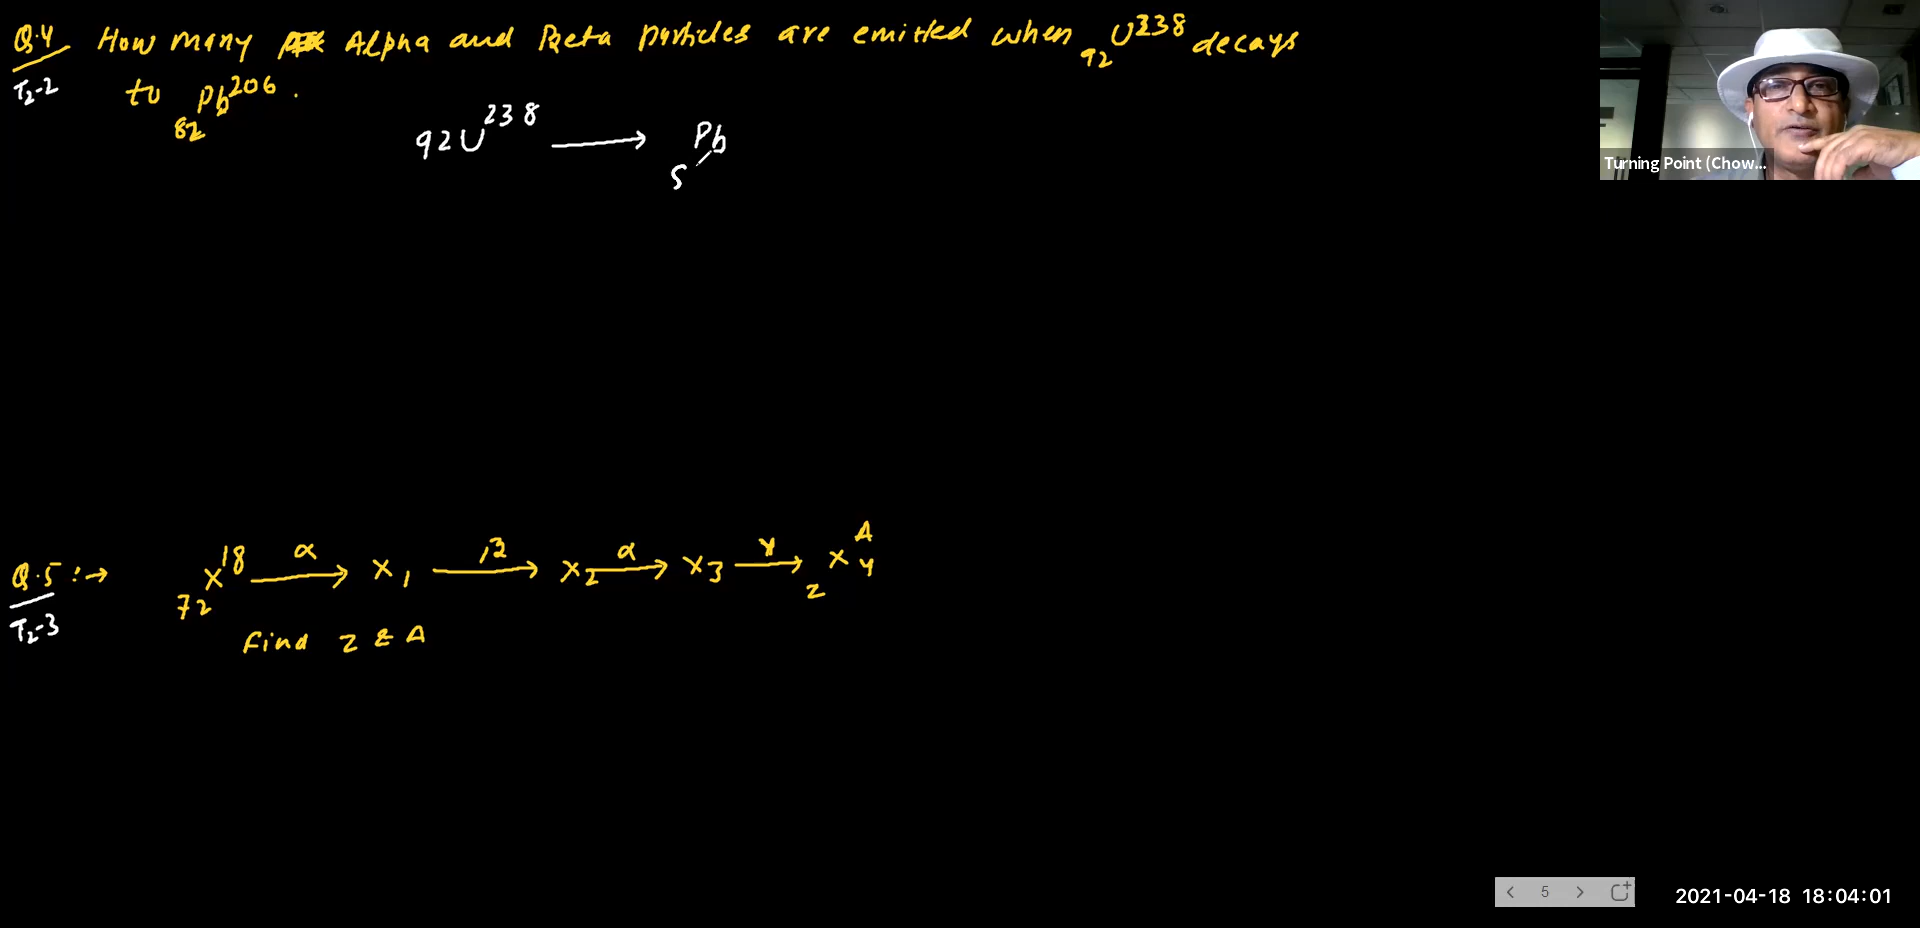 Q.4 How many Alpha and Beta particles are emitted when 92U238 decays
T2-2 to 82Pb206.
92U238 → Pb
S
Turning Point (Chow...
Q.5 :→ 72X18 α→ X1 β→ X2 α→ X3 γ→ ZX4A
T2-3
Find Z & A
5
2021-04-18 18:04:01